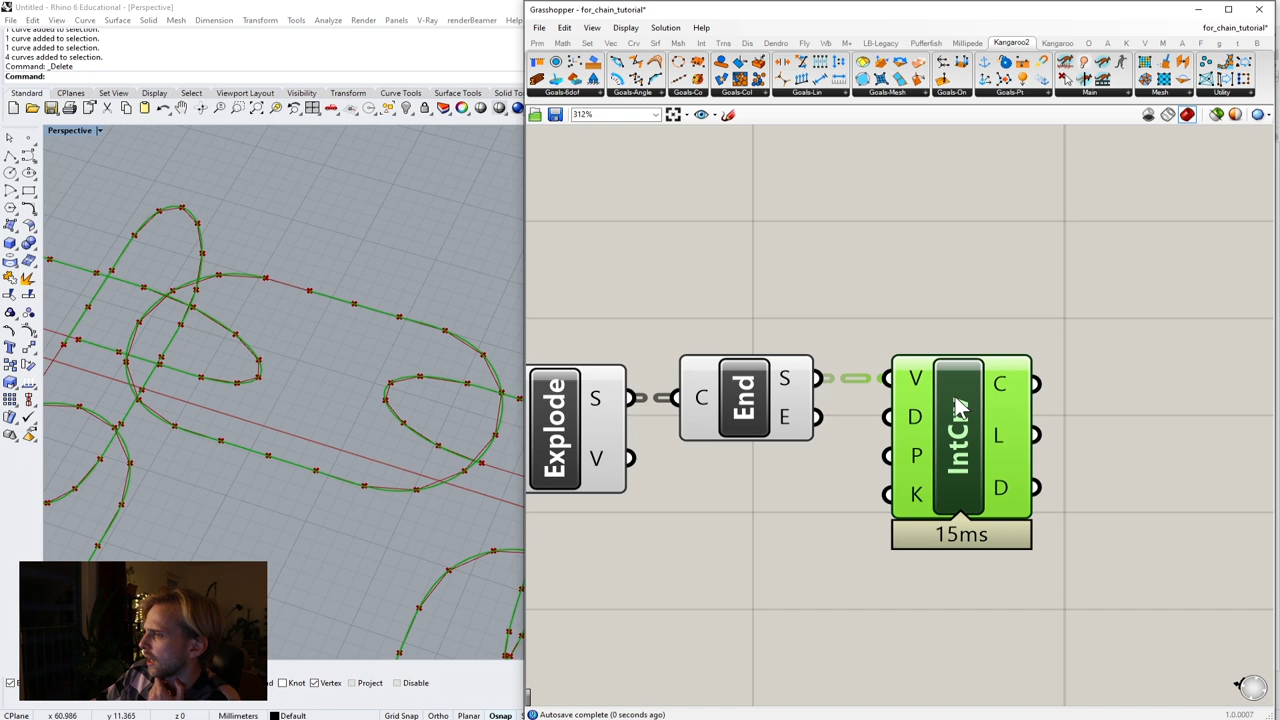 Untitled - Rhino 6 Educational - [Perspective]
File Edit View Curve Surface Solid Mesh Dimension Transform Tools Analyze Render Panels V-Ray renderBeamer Help
1 curve added to selection.
1 curve added to selection.
4 curves added to selection.
Command: _Delete
Command:
Standard CPlanes Set View Display Select Viewport Layout Visibility Transform Curve Tools Surface Tools Solid To
Perspective
Knot Vertex Project Disable
CPlane x 60.986 y 11.365 z 0 Millimeters Default Grid Snap Ortho Planar Osnap
Grasshopper - for_chain_tutorial*
File Edit View Display Solution Help for_chain_tutorial*
Prm Math Set Vec Crv Srf Msh Int Trns Dis Dendro Fly Wb M+ LB-Legacy Pufferfish Millipede Kangaroo2 Kangaroo O A K V M A F g t B
Goals-6dof Goals-Angle Goals-Co Goals-Col Goals-Lin Goals-Mesh Goals-On Goals-Pt Main Mesh Utility
312%
Explode
S
V
C
End
S
E
V
D
P
K
C
L
D
15ms
Autosave complete (0 seconds ago) 1.0.0007